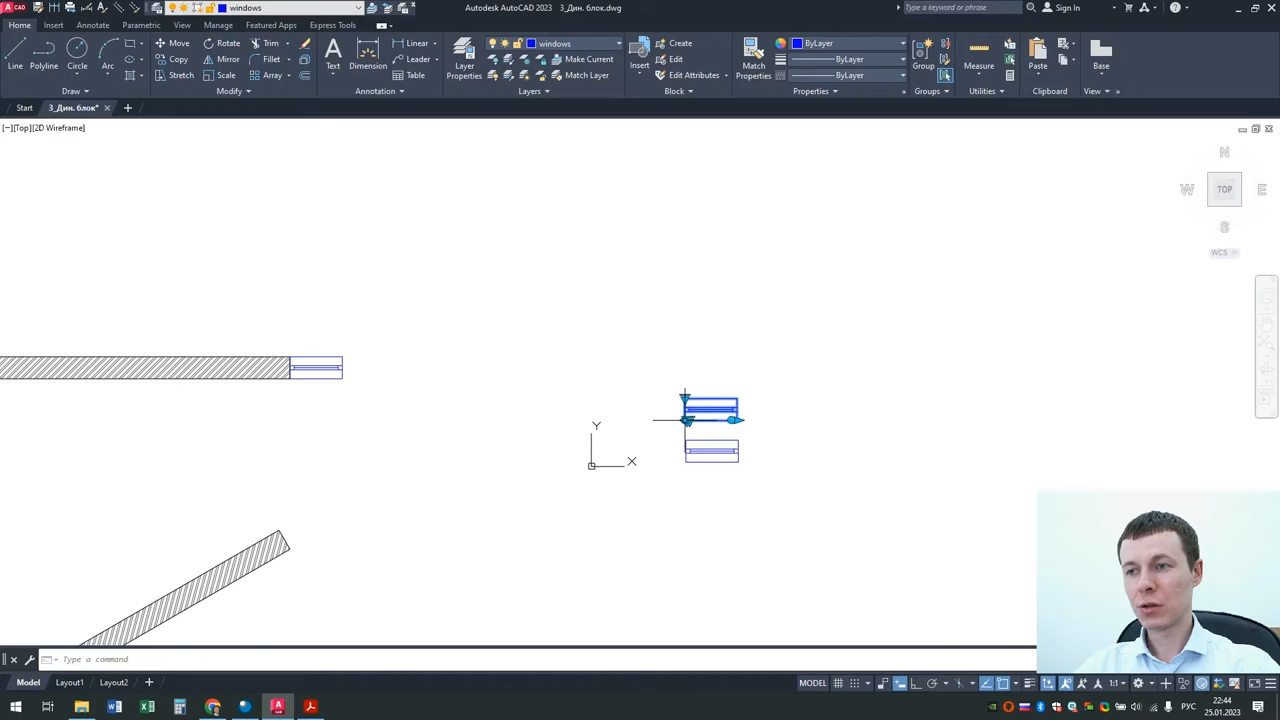 CAD
windows
Autodesk AutoCAD 2023
3_Дин. блок.dwg
Type a keyword or phrase
Sign In
Home
Insert
Annotate
Parametric
View
Manage
Featured Apps
Express Tools
Line
Polyline
Circle
Arc
Move
Rotate
Trim
Copy
Mirror
Fillet
Stretch
Scale
Array
Draw
Modify
Text
Dimension
Linear
Leader
Table
Annotation
Layer
Properties
windows
Make Current
Match Layer
Layers
Insert
Create
Edit
Edit Attributes
Block
Match
Properties
ByLayer
ByLayer
ByLayer
Properties
Group
Groups
Measure
Utilities
Paste
Clipboard
Base
View
Start
3_Дин. блок*
[−][Top][2D Wireframe]
N
W
TOP
E
S
WCS
Y
X
Type a command
Model
Layout1
Layout2
MODEL
1:1
РУС
22:44
25.01.2023